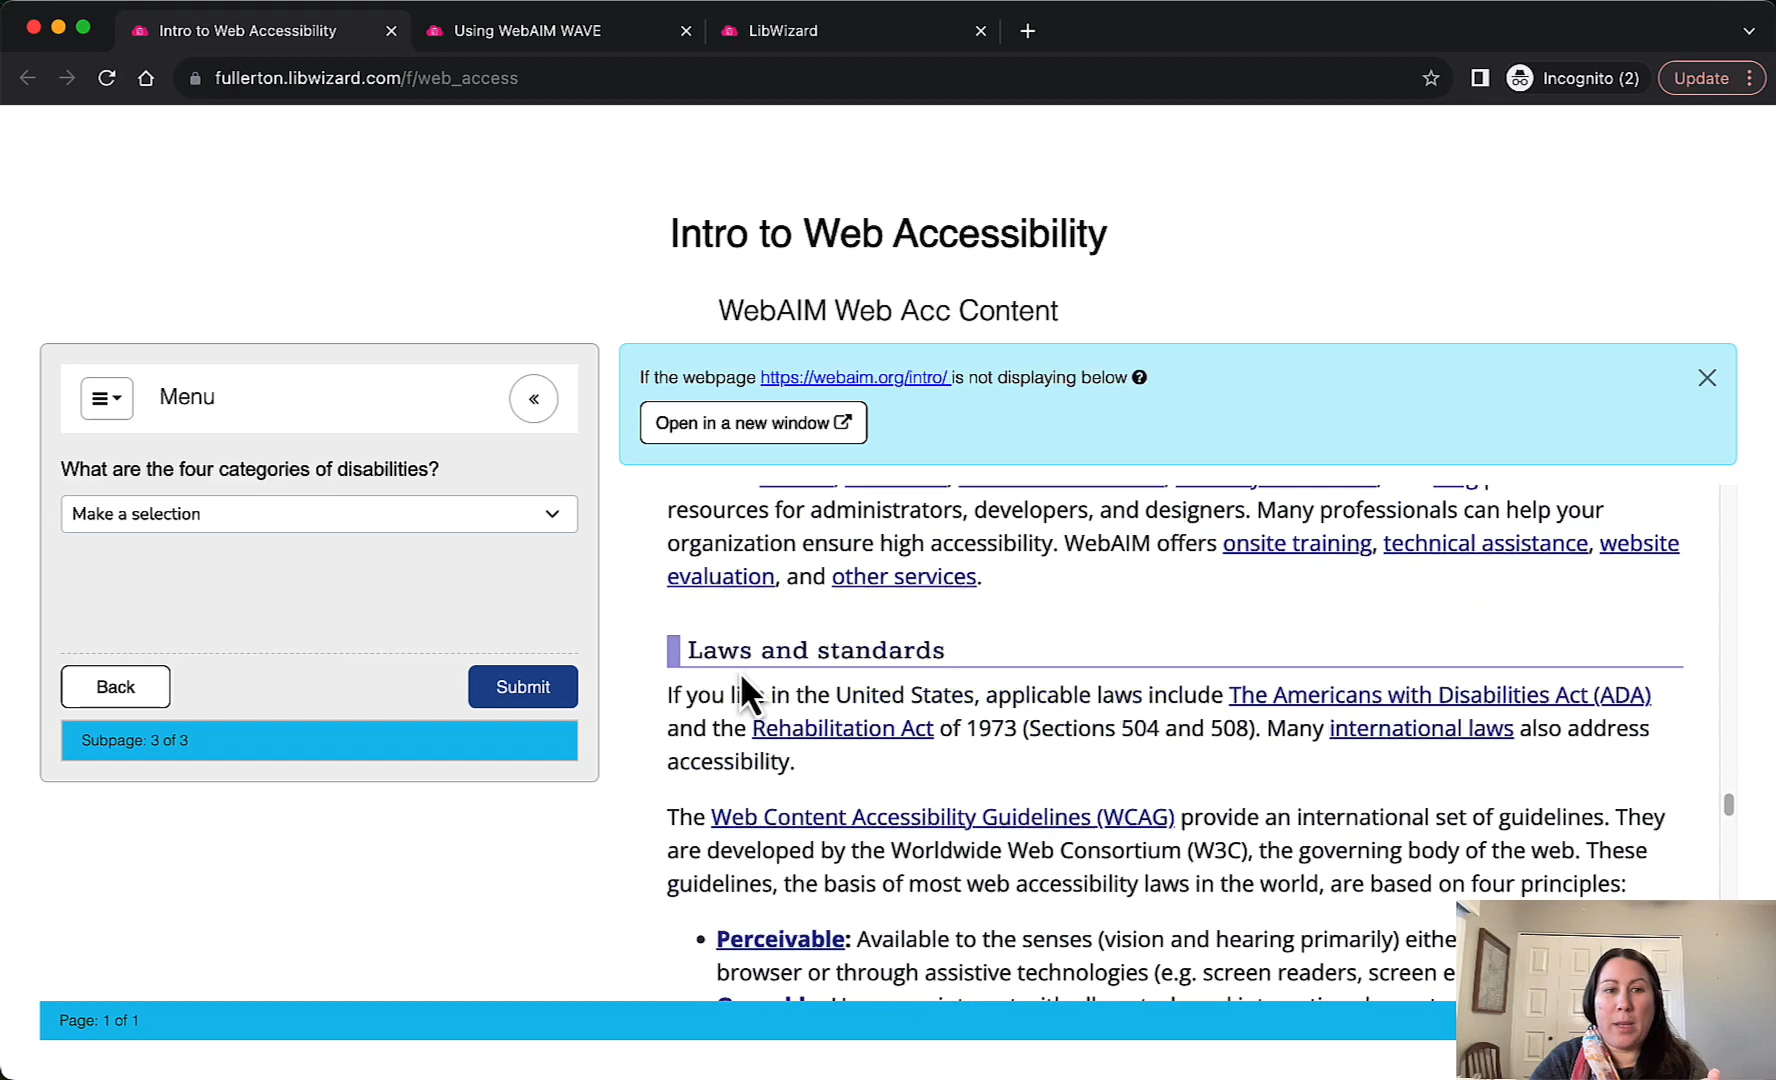 Intro to Web Accessibility
Using WebAIM WAVE
LibWizard
fullerton.libwizard.com/f/web_access
Incognito (2)
Update
Intro to Web Accessibility
WebAIM Web Acc Content
Menu
What are the four categories of disabilities?
Make a selection
Back
Submit
Subpage: 3 of 3
If the webpage https://webaim.org/intro/ is not displaying below
Open in a new window
resources for administrators, developers, and designers. Many professionals can help your
organization ensure high accessibility. WebAIM offers onsite training, technical assistance, website
evaluation, and other services.
Laws and standards
If you in the United States, applicable laws include The Americans with Disabilities Act (ADA)
and the Rehabilitation Act of 1973 (Sections 504 and 508). Many international laws also address
accessibility.
The Web Content Accessibility Guidelines (WCAG) provide an international set of guidelines. They
are developed by the Worldwide Web Consortium (W3C), the governing body of the web. These
guidelines, the basis of most web accessibility laws in the world, are based on four principles:
• Perceivable: Available to the senses (vision and hearing primarily) eithe
browser or through assistive technologies (e.g. screen readers, screen e
Page: 1 of 1